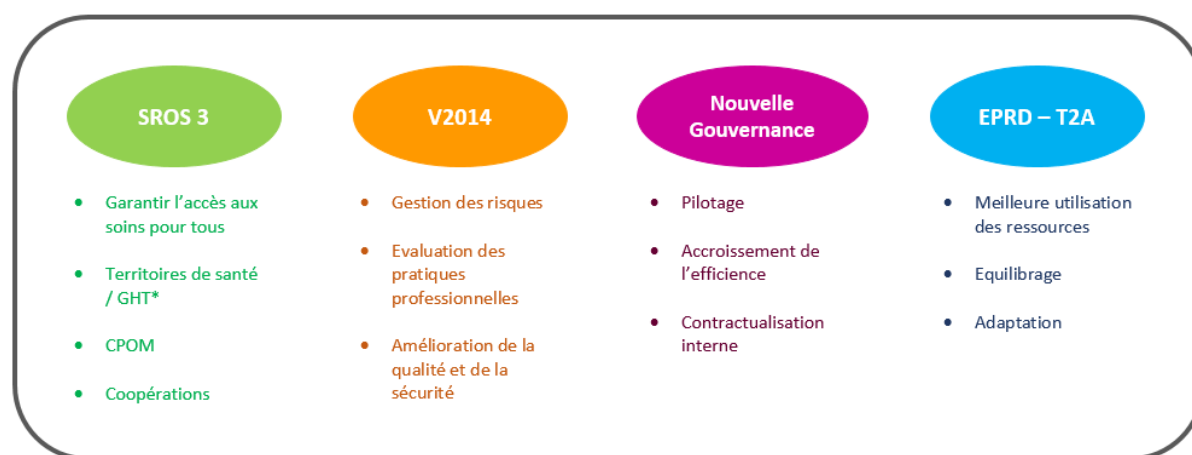 SROS 3
• Garantir l'accès aux
soins pour tous
• Territoires de santé
/ GHT*
• CPOM
• Coopérations
V2014
• Gestion des risques
• Evaluation des
pratiques
professionnelles
• Amélioration de la
qualité et de la
sécurité
Nouvelle
Gouvernance
• Pilotage
• Accroissement de
l'efficience
• Contractualisation
interne
EPRD – T2A
• Meilleure utilisation
des ressources
• Equilibrage
• Adaptation